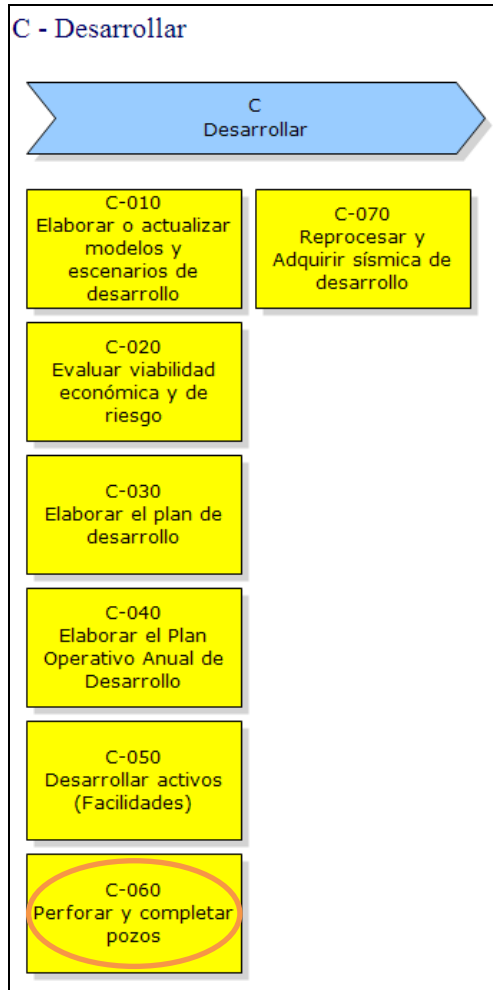 C - Desarrollar
C
Desarrollar
C-010
Elaborar o actualizar
modelos y
escenarios de
desarrollo
C-070
Reprocesar y
Adquirir sísmica de
desarrollo
C-020
Evaluar viabilidad
económica y de
riesgo
C-030
Elaborar el plan de
desarrollo
C-040
Elaborar el Plan
Operativo Anual de
Desarrollo
C-050
Desarrollar activos
(Facilidades)
C-060
Perforar y completar
pozos